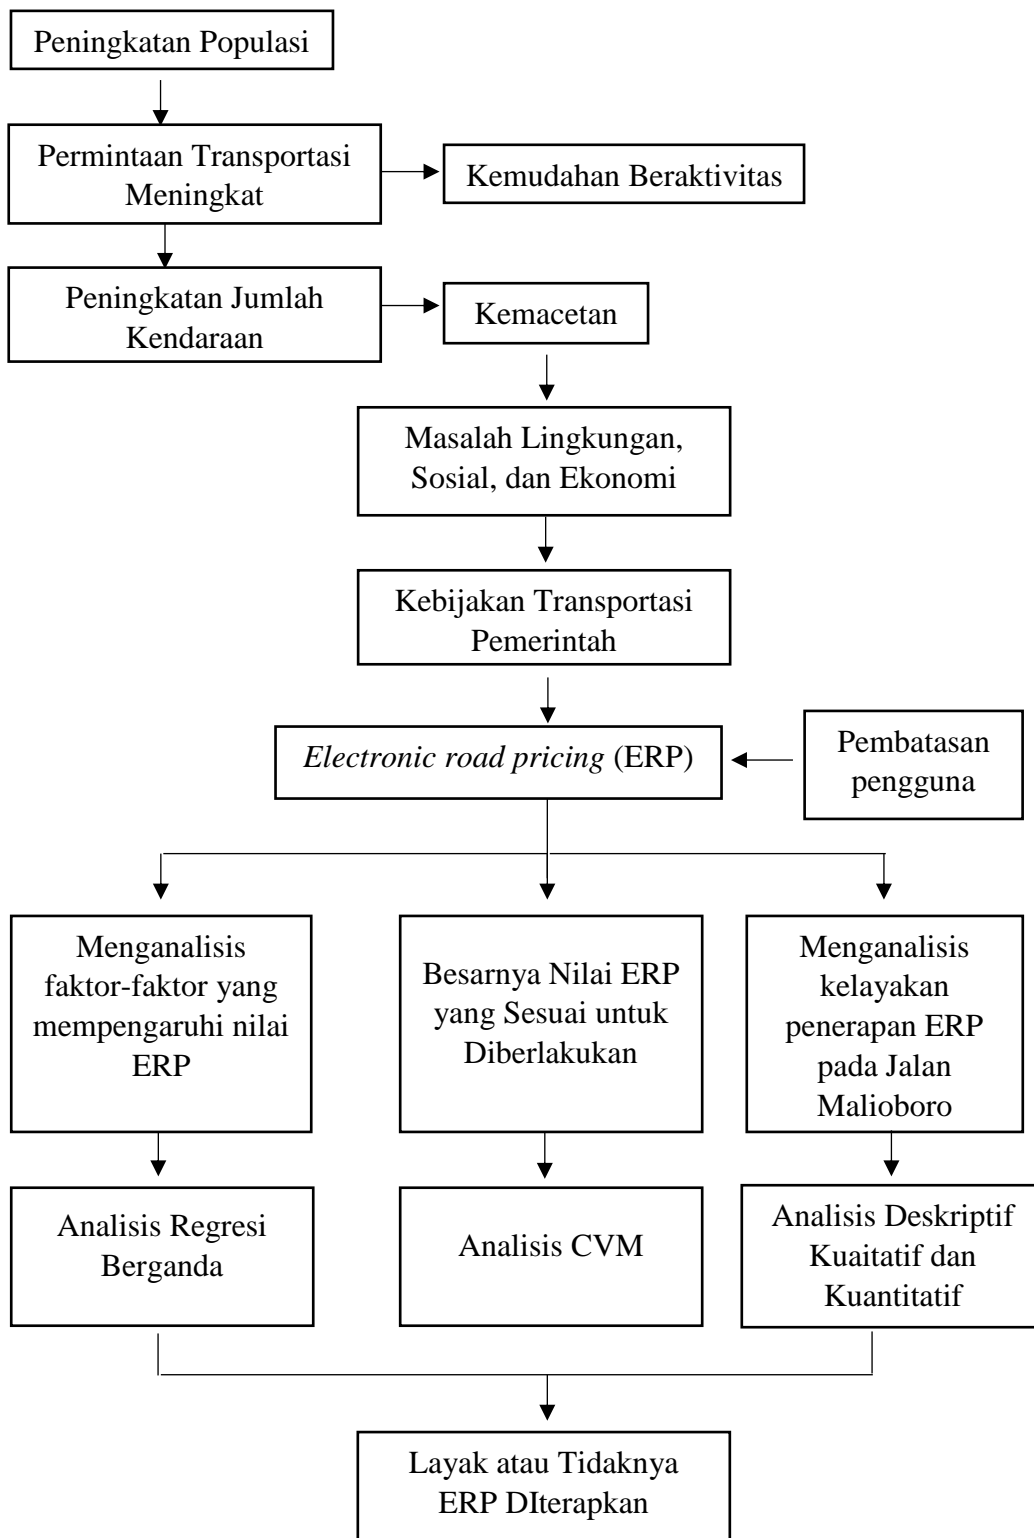 Peningkatan Populasi
Permintaan Transportasi
Meningkat
Kemudahan Beraktivitas
Peningkatan Jumlah
Kendaraan
Kemacetan
Masalah Lingkungan,
Sosial, dan Ekonomi
Kebijakan Transportasi
Pemerintah
Electronic road pricing (ERP)
Pembatasan
pengguna
Menganalisis
faktor-faktor yang
mempengaruhi nilai
ERP
Besarnya Nilai ERP
yang Sesuai untuk
Diberlakukan
Menganalisis
kelayakan
penerapan ERP
pada Jalan
Malioboro
Analisis Regresi
Berganda
Analisis CVM
Analisis Deskriptif
Kuaitatif dan
Kuantitatif
Layak atau Tidaknya
ERP DIterapkan